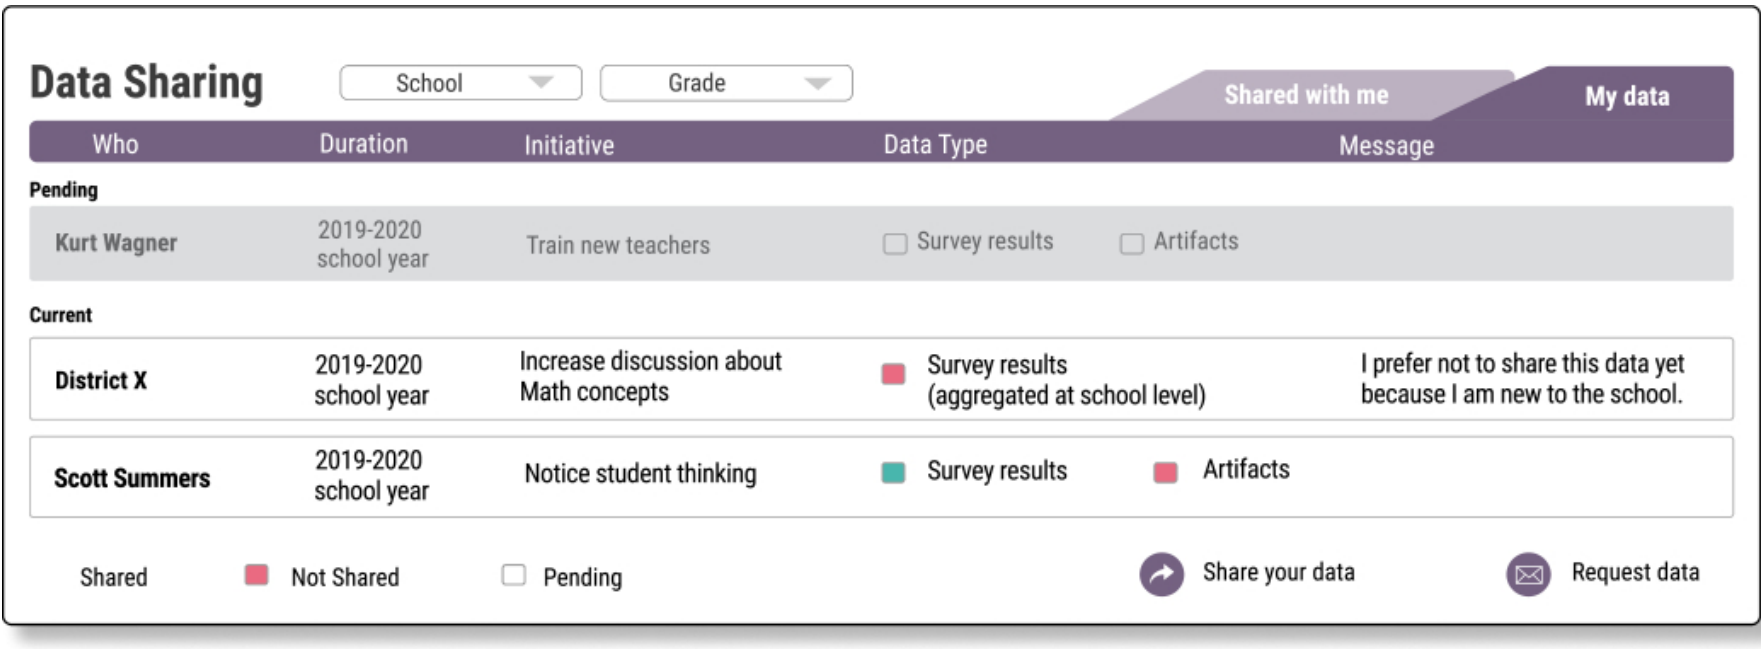 Data Sharing
School
Grade
Shared with me
My data
Who
Duration
Initiative
Data Type
Message
Pending
Kurt Wagner
2019-2020
school year
Train new teachers
Survey results
Artifacts
Current
District X
2019-2020
school year
Increase discussion about
Math concepts
Survey results
(aggregated at school level)
I prefer not to share this data yet
because I am new to the school.
Scott Summers
2019-2020
school year
Notice student thinking
Survey results
Artifacts
Shared
Not Shared
Pending
Share your data
Request data